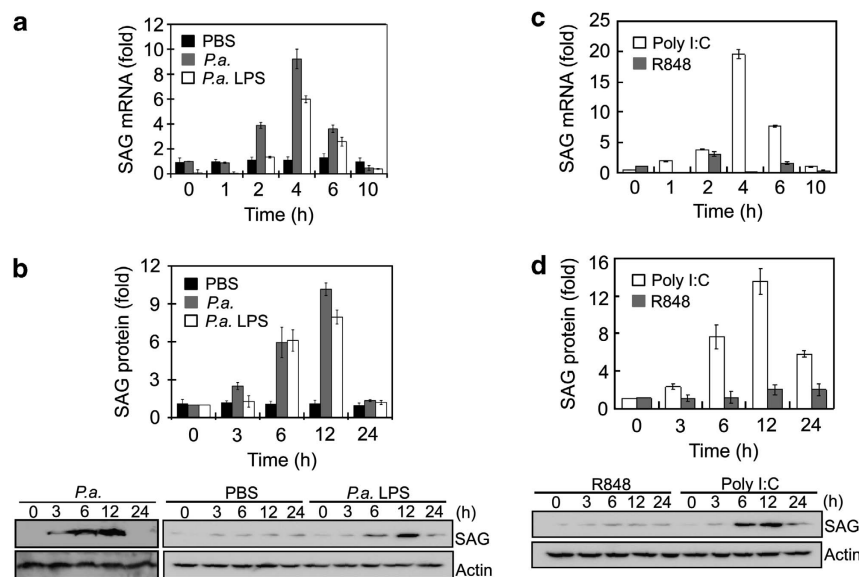 a
SAG mRNA (fold)
12
10
8
6
4
2
0
PBS
P.a.
P.a. LPS
0 1 2 4 6 10
Time (h)
b
SAG protein (fold)
12
9
6
3
0
PBS
P.a.
P.a. LPS
0 3 6 12 24
Time (h)
P.a. PBS P.a. LPS
0 3 6 12 24 0 3 6 12 24 0 3 6 12 24 (h)
SAG
Actin
c
SAG mRNA (fold)
25
20
15
10
5
0
Poly I:C
R848
0 1 2 4 6 10
Time (h)
d
SAG protein (fold)
16
12
8
4
0
Poly I:C
R848
0 3 6 12 24
Time (h)
R848 Poly I:C
0 3 6 12 24 0 3 6 12 24 (h)
SAG
Actin